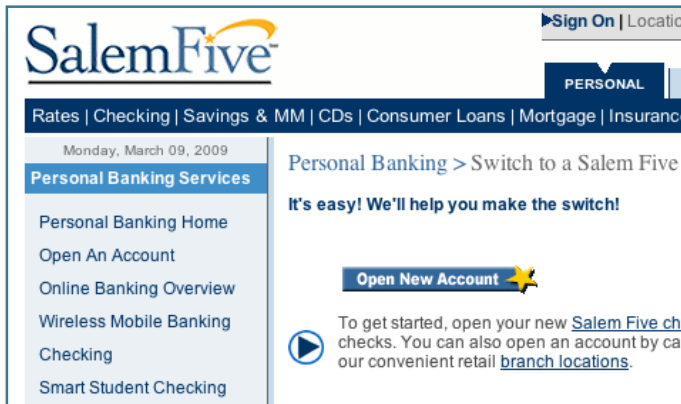 Sign On | Locatio
SalemFive
PERSONAL
Rates | Checking | Savings & MM | CDs | Consumer Loans | Mortgage | Insuranc
Monday, March 09, 2009
Personal Banking Services
Personal Banking Home
Open An Account
Online Banking Overview
Wireless Mobile Banking
Checking
Smart Student Checking
Personal Banking > Switch to a Salem Five
It's easy! We'll help you make the switch!
Open New Account
To get started, open your new Salem Five ch
checks. You can also open an account by ca
our convenient retail branch locations.